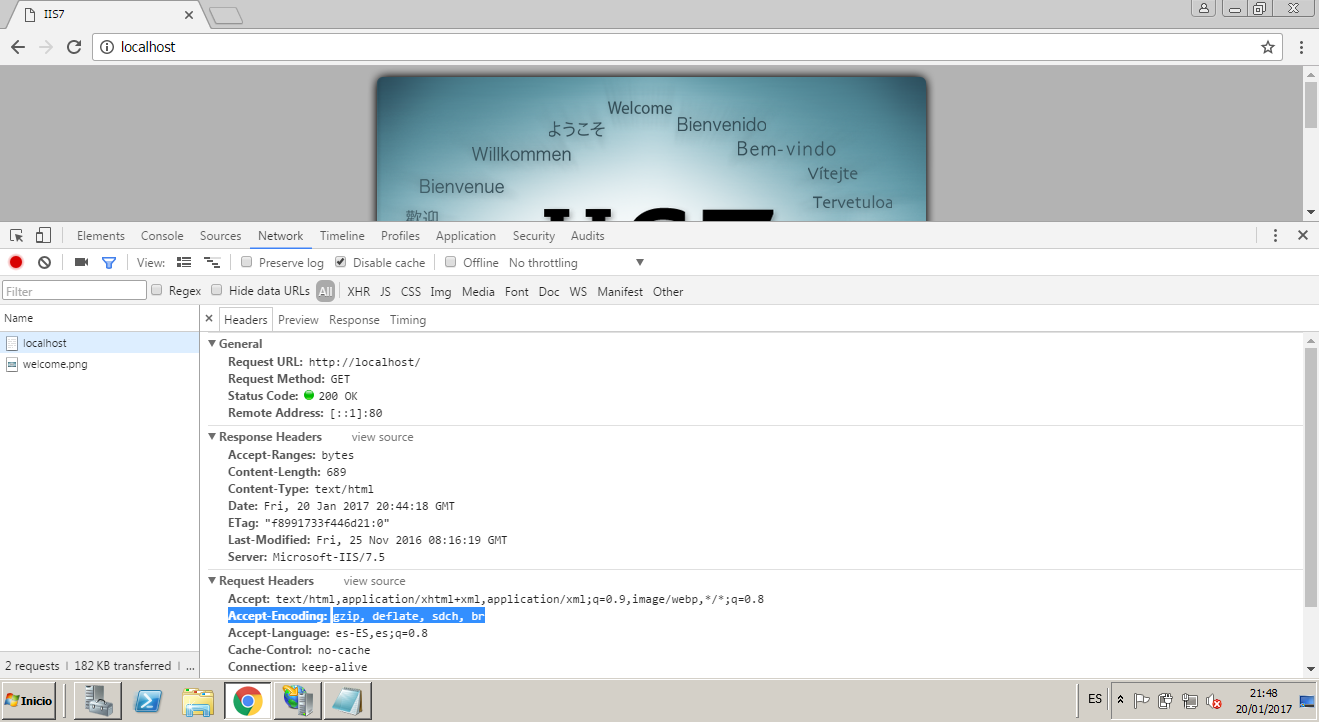 IIS7
localhost
Welcome
ようこそ Bienvenido
Willkommen Bem-vindo
Vítejte
Bienvenue
Tervetuloa
歡迎
IIS7
Elements Console Sources Network Timeline Profiles Application Security Audits
View: Preserve log Disable cache Offline No throttling
Filter Regex Hide data URLs All XHR JS CSS Img Media Font Doc WS Manifest Other
Name
Headers Preview Response Timing
localhost
welcome.png
General
Request URL: http://localhost/
Request Method: GET
Status Code: 200 OK
Remote Address: [::1]:80
Response Headers view source
Accept-Ranges: bytes
Content-Length: 689
Content-Type: text/html
Date: Fri, 20 Jan 2017 20:44:18 GMT
ETag: "f8991733f446d21:0"
Last-Modified: Fri, 25 Nov 2016 08:16:19 GMT
Server: Microsoft-IIS/7.5
Request Headers view source
Accept: text/html,application/xhtml+xml,application/xml;q=0.9,image/webp,*/*;q=0.8
Accept-Encoding: gzip, deflate, sdch, br
Accept-Language: es-ES,es;q=0.8
Cache-Control: no-cache
Connection: keep-alive
2 requests | 182 KB transferred | ...
Inicio
ES
21:48
20/01/2017